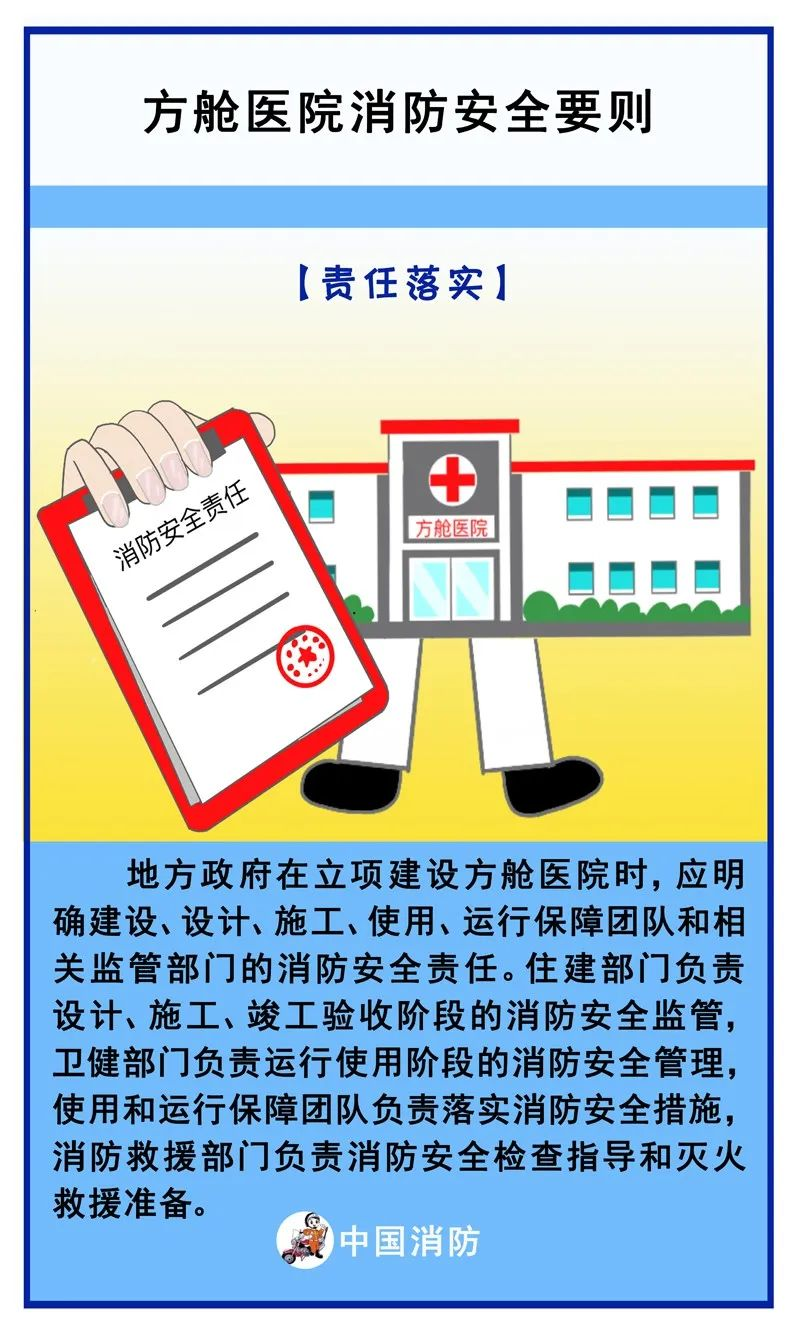 方舱医院消防安全要则
【责任落实】
消防安全责任
方舱医院
地方政府在立项建设方舱医院时，应明
确建设、设计、施工、使用、运行保障团队和相
关监管部门的消防安全责任。住建部门负责
设计、施工、竣工验收阶段的消防安全监管，
卫健部门负责运行使用阶段的消防安全管理，
使用和运行保障团队负责落实消防安全措施，
消防救援部门负责消防安全检查指导和灭火
救援准备。
中国消防